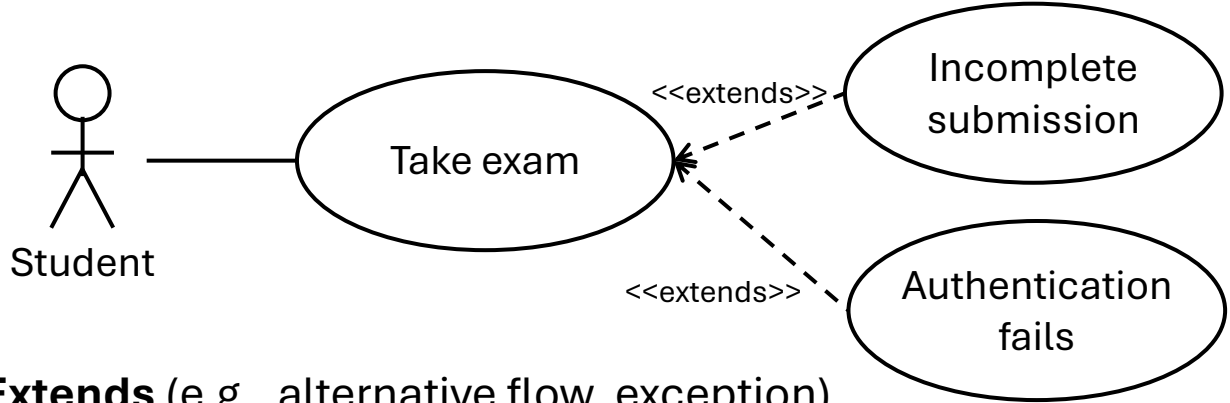 Incomplete
submission
<<extends>>
Take exam
Student
<<extends>>
Authentication
fails
Extends (e.g., alternative flow, exception)